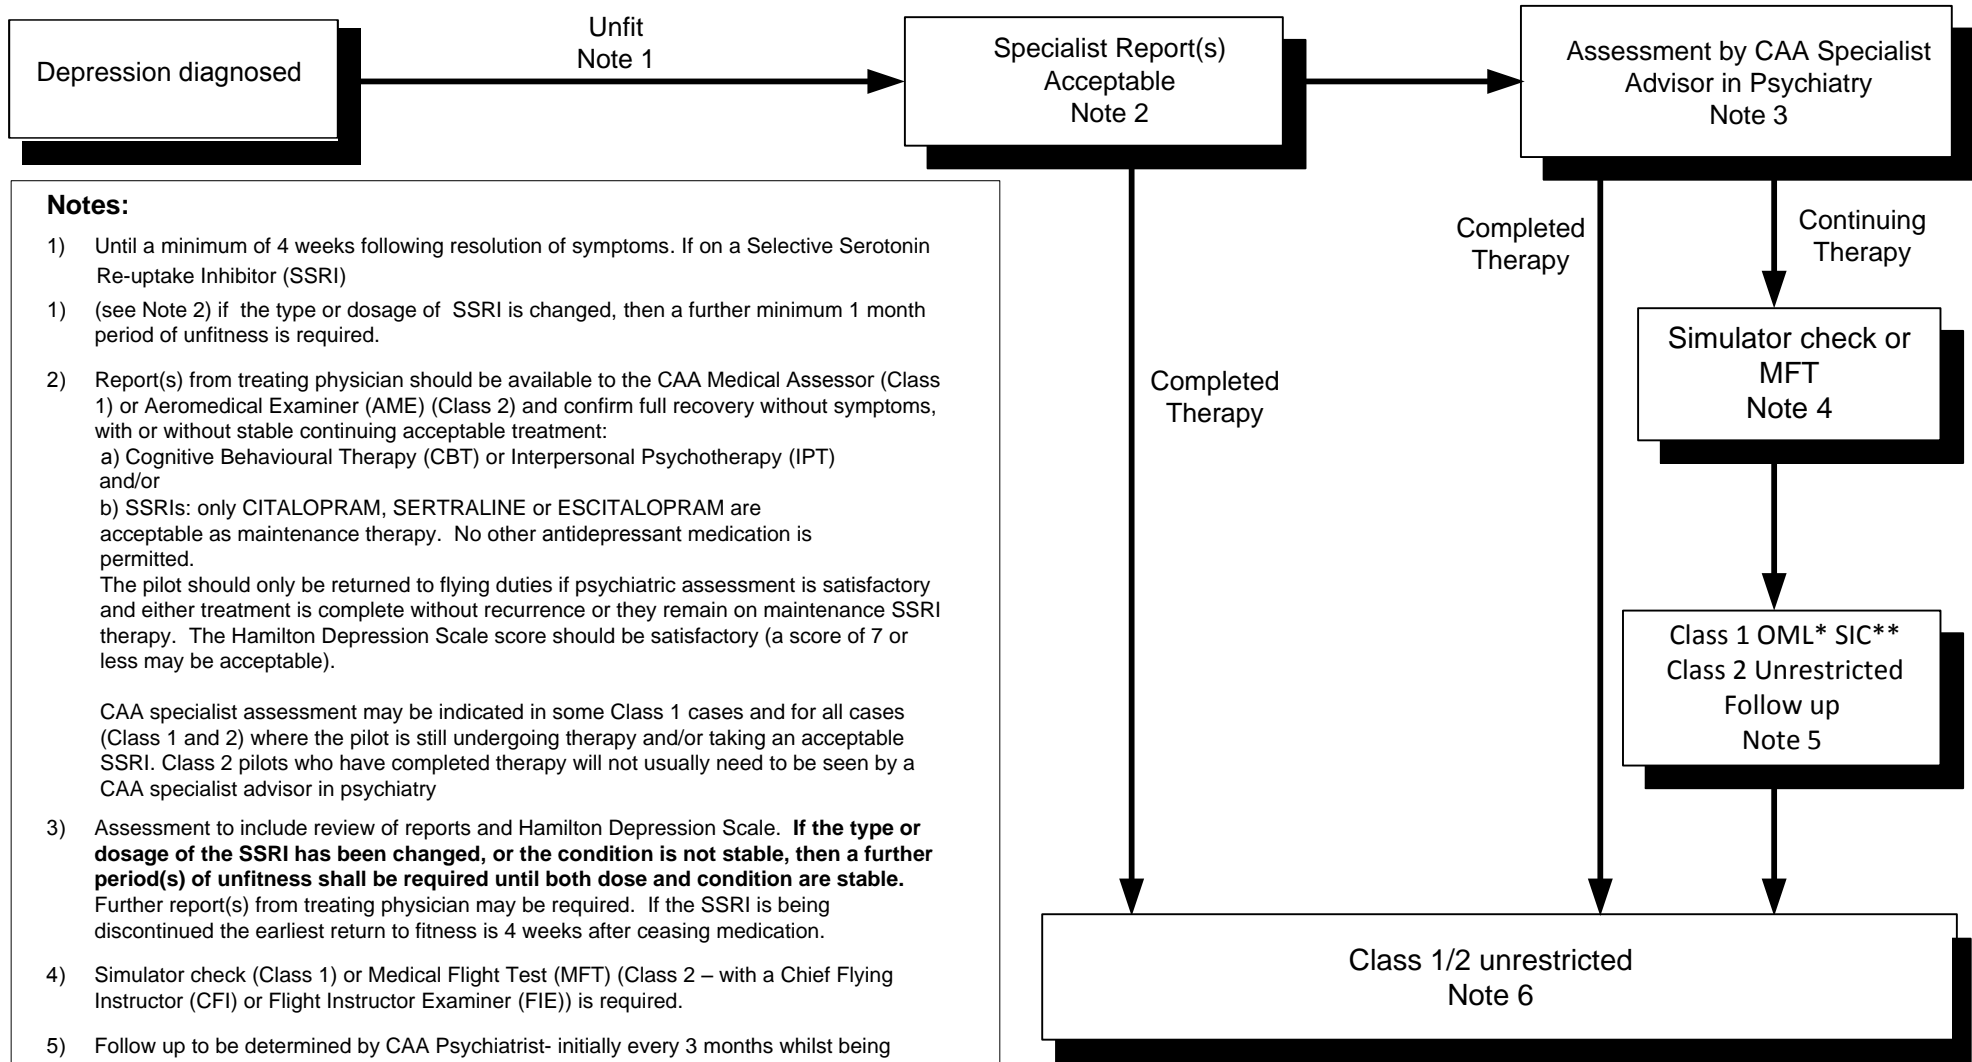 Depression diagnosed
Unfit
Note 1
Specialist Report(s)
Acceptable
Note 2
Assessment by CAA Specialist
Advisor in Psychiatry
Note 3
Completed
Therapy
Completed
Therapy
Continuing
Therapy
Simulator check or
MFT
Note 4
Class 1 OML* SIC**
Class 2 Unrestricted
Follow up
Note 5
Class 1/2 unrestricted
Note 6
Notes:
1) Until a minimum of 4 weeks following resolution of symptoms. If on a Selective Serotonin
Re-uptake Inhibitor (SSRI)
1) (see Note 2) if the type or dosage of SSRI is changed, then a further minimum 1 month
period of unfitness is required.
2) Report(s) from treating physician should be available to the CAA Medical Assessor (Class
1) or Aeromedical Examiner (AME) (Class 2) and confirm full recovery without symptoms,
with or without stable continuing acceptable treatment:
a) Cognitive Behavioural Therapy (CBT) or Interpersonal Psychotherapy (IPT)
and/or
b) SSRIs: only CITALOPRAM, SERTRALINE or ESCITALOPRAM are
acceptable as maintenance therapy. No other antidepressant medication is
permitted.
The pilot should only be returned to flying duties if psychiatric assessment is satisfactory
and either treatment is complete without recurrence or they remain on maintenance SSRI
therapy. The Hamilton Depression Scale score should be satisfactory (a score of 7 or
less may be acceptable).
CAA specialist assessment may be indicated in some Class 1 cases and for all cases
(Class 1 and 2) where the pilot is still undergoing therapy and/or taking an acceptable
SSRI. Class 2 pilots who have completed therapy will not usually need to be seen by a
CAA specialist advisor in psychiatry
3) Assessment to include review of reports and Hamilton Depression Scale. If the type or
dosage of the SSRI has been changed, or the condition is not stable, then a further
period(s) of unfitness shall be required until both dose and condition are stable.
Further report(s) from treating physician may be required. If the SSRI is being
discontinued the earliest return to fitness is 4 weeks after ceasing medication.
4) Simulator check (Class 1) or Medical Flight Test (MFT) (Class 2 – with a Chief Flying
Instructor (CFI) or Flight Instructor Examiner (FIE)) is required.
5) Follow up to be determined by CAA Psychiatrist- initially every 3 months whilst being